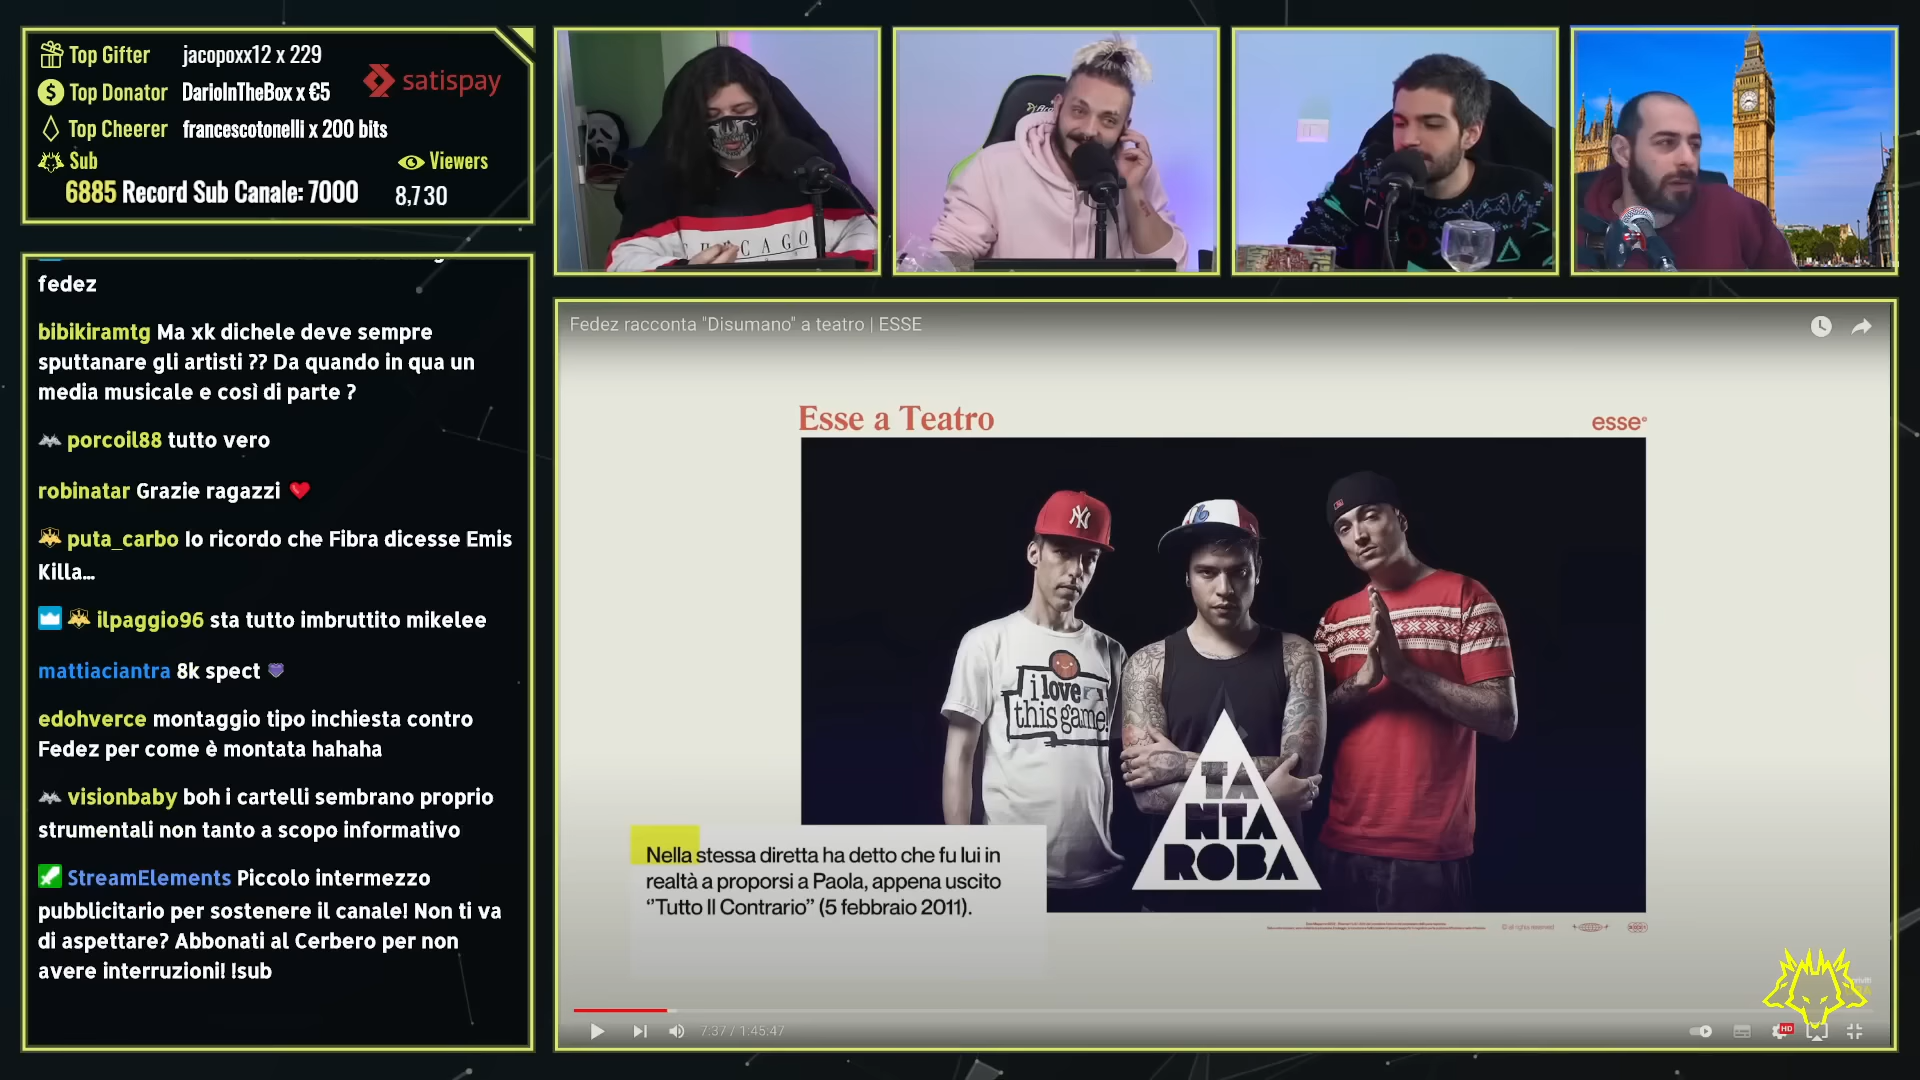 Top Gifter jacopoxx12 x 229
Top Donator DarioInTheBox x €5
satispay
Top Cheerer francescotonelli x 200 bits
Sub
Viewers
6885 Record Sub Canale: 7000
8,730
fedez
bibikiramtg Ma xk dichele deve sempre
sputtanare gli artisti ?? Da quando in qua un
media musicale e così di parte ?
porcoil88 tutto vero
robinatar Grazie ragazzi
puta_carbo Io ricordo che Fibra dicesse Emis
Killa...
ilpaggio96 sta tutto imbruttito mikelee
mattiaciantra 8k spect
edohverce montaggio tipo inchiesta contro
Fedez per come è montata hahaha
visionbaby boh i cartelli sembrano proprio
strumentali non tanto a scopo informativo
StreamElements Piccolo intermezzo
pubblicitario per sostenere il canale! Non ti va
di aspettare? Abbonati al Cerbero per non
avere interruzioni! !sub
Fedez racconta "Disumano" a teatro | ESSE
Esse a Teatro
esse
NY
i love
this game!
TA
NTA
ROBA
Nella stessa diretta ha detto che fu lui in
realtà a proporsi a Paola, appena uscito
“Tutto Il Contrario” (5 febbraio 2011).
© all rights reserved
7:37 / 1:45:47
HD